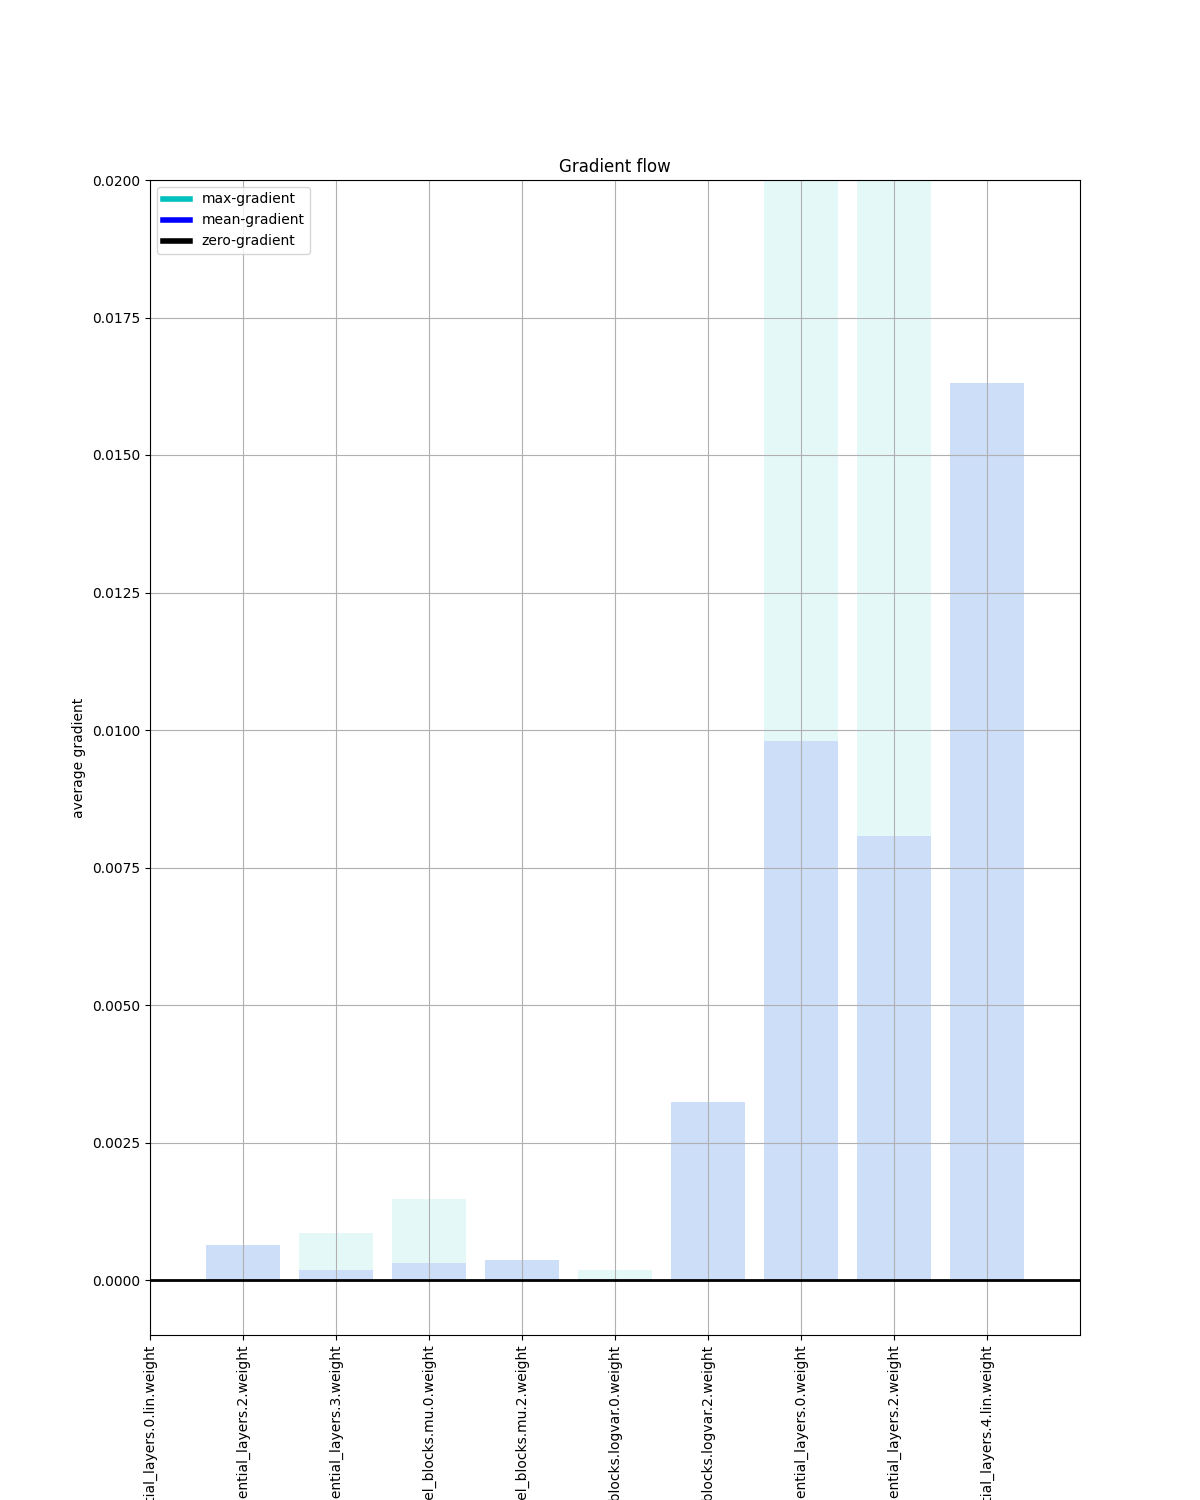 Gradient flow
max-gradient
mean-gradient
zero-gradient
0.0200
0.0175
0.0150
0.0125
0.0100
0.0075
0.0050
0.0025
0.0000
average gradient
tial_layers.0.lin.weight
ential_layers.2.weight
ential_layers.3.weight
el_blocks.mu.0.weight
el_blocks.mu.2.weight
blocks.logvar.0.weight
blocks.logvar.2.weight
ential_layers.0.weight
ential_layers.2.weight
tial_layers.4.lin.weight